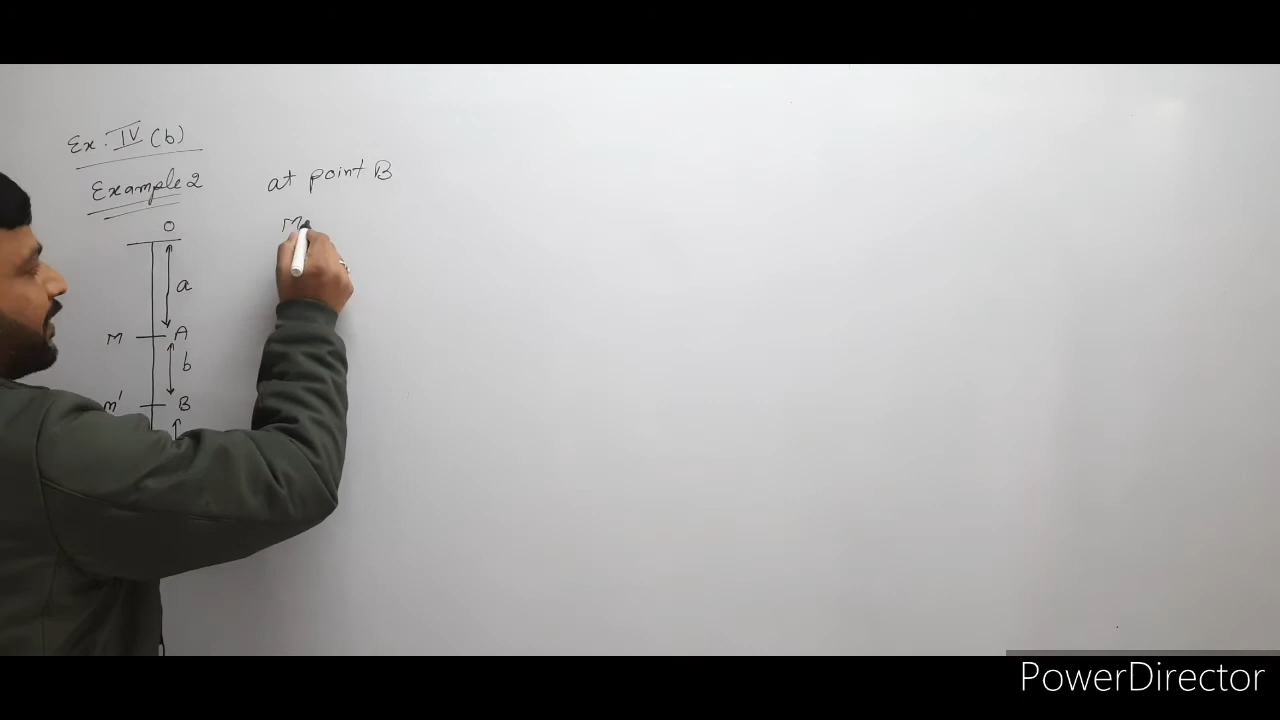 Ex : IV (b)
Example 2
at point B
O
M
a
M A
b
m' B
PowerDirector